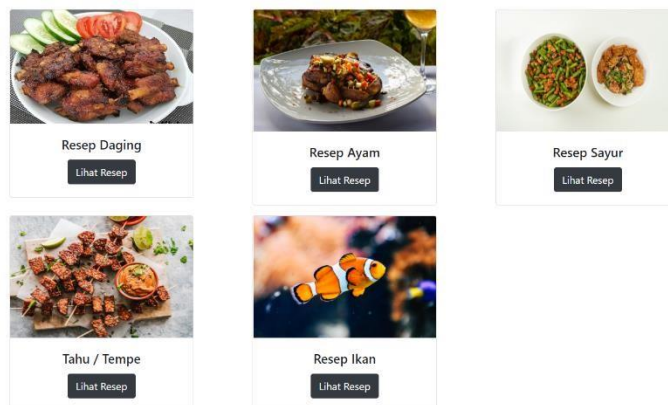 Resep Daging
Lihat Resep
Resep Ayam
Lihat Resep
Resep Sayur
Lihat Resep
Tahu / Tempe
Lihat Resep
Resep Ikan
Lihat Resep